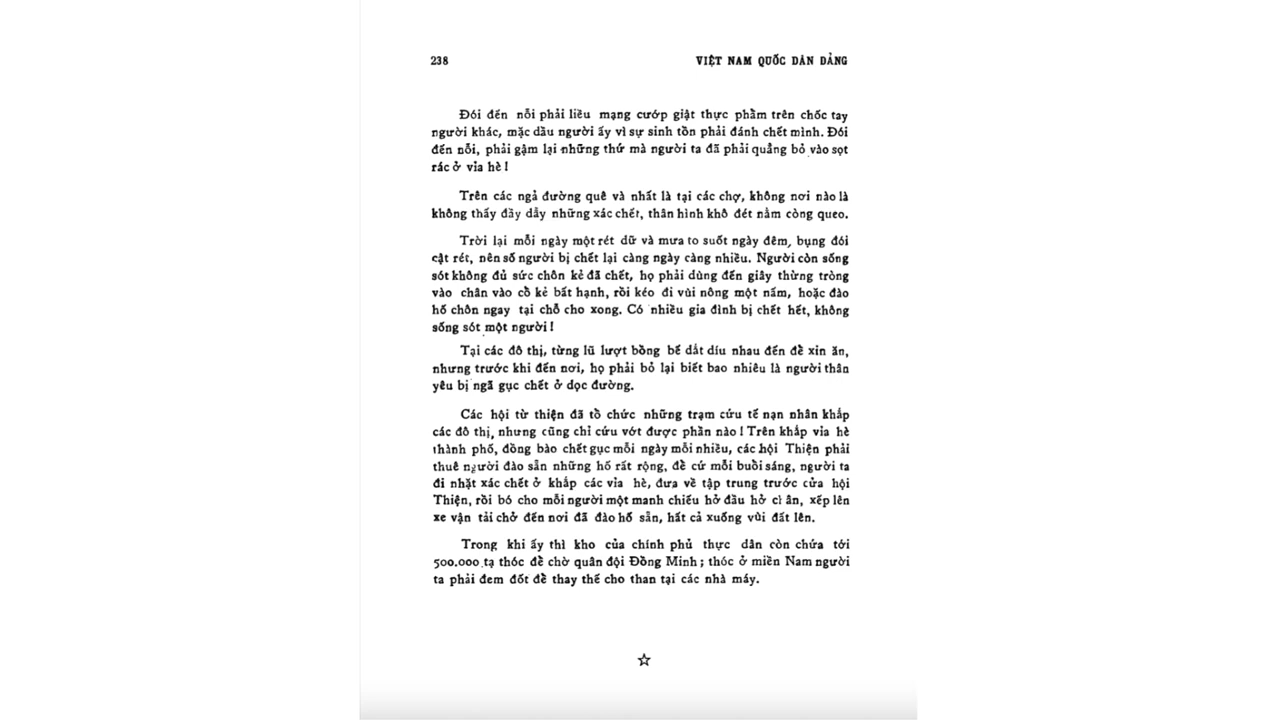 238
VIỆT NAM QUỐC DÂN ĐẢNG
Đói đến nỗi phải liều mạng cướp giật thực phẩm trên chốc tay
người khác, mặc dầu người ấy vì sự sinh tồn phải đánh chết mình. Đói
đến nỗi, phải gậm lại những thứ mà người ta đã phải quẳng bỏ vào sọt
rác ở vỉa hè !
Trên các ngả đường quê và nhất là tại các chợ, không nơi nào là
không thấy đầy dẫy những xác chết, thân hình khô đét nằm còng queo.
Trời lại mỗi ngày một rét dữ và mưa to suốt ngày đêm, bụng đói
cật rét, nên số người bị chết lại càng ngày càng nhiều. Người còn sống
sót không đủ sức chôn kẻ đã chết, họ phải dùng đến giây thừng tròng
vào chân vào cổ kẻ bất hạnh, rồi kéo đi vùi nông một nấm, hoặc đào
hố chôn ngay tại chỗ cho xong. Có nhiều gia đình bị chết hết, không
sống sót một người !
Tại các đô thị, từng lũ lượt bồng bế dắt díu nhau đến để xin ăn,
nhưng trước khi đến nơi, họ phải bỏ lại biết bao nhiêu là người thân
yêu bị ngã gục chết ở dọc đường.
Các hội từ thiện đã tổ chức những trạm cứu tế nạn nhân khắp
các đô thị, nhưng cũng chỉ cứu vớt được phần nào ! Trên khắp vỉa hè
thành phố, đồng bào chết gục mỗi ngày mỗi nhiều, các hội Thiện phải
thuê người đào sẵn những hố rất rộng, để cứ mỗi buổi sáng, người ta
đi nhặt xác chết ở khắp các vỉa hè, đưa về tập trung trước cửa hội
Thiện, rồi bó cho mỗi người một manh chiếu hở đầu hở chân, xếp lên
xe vận tải chở đến nơi đã đào hố sẵn, hất cả xuống vùi đất lên.
Trong khi ấy thì kho của chính phủ thực dân còn chứa tới
500.000 tạ thóc để chờ quân đội Đồng Minh ; thóc ở miền Nam người
ta phải đem đốt để thay thế cho than tại các nhà máy.